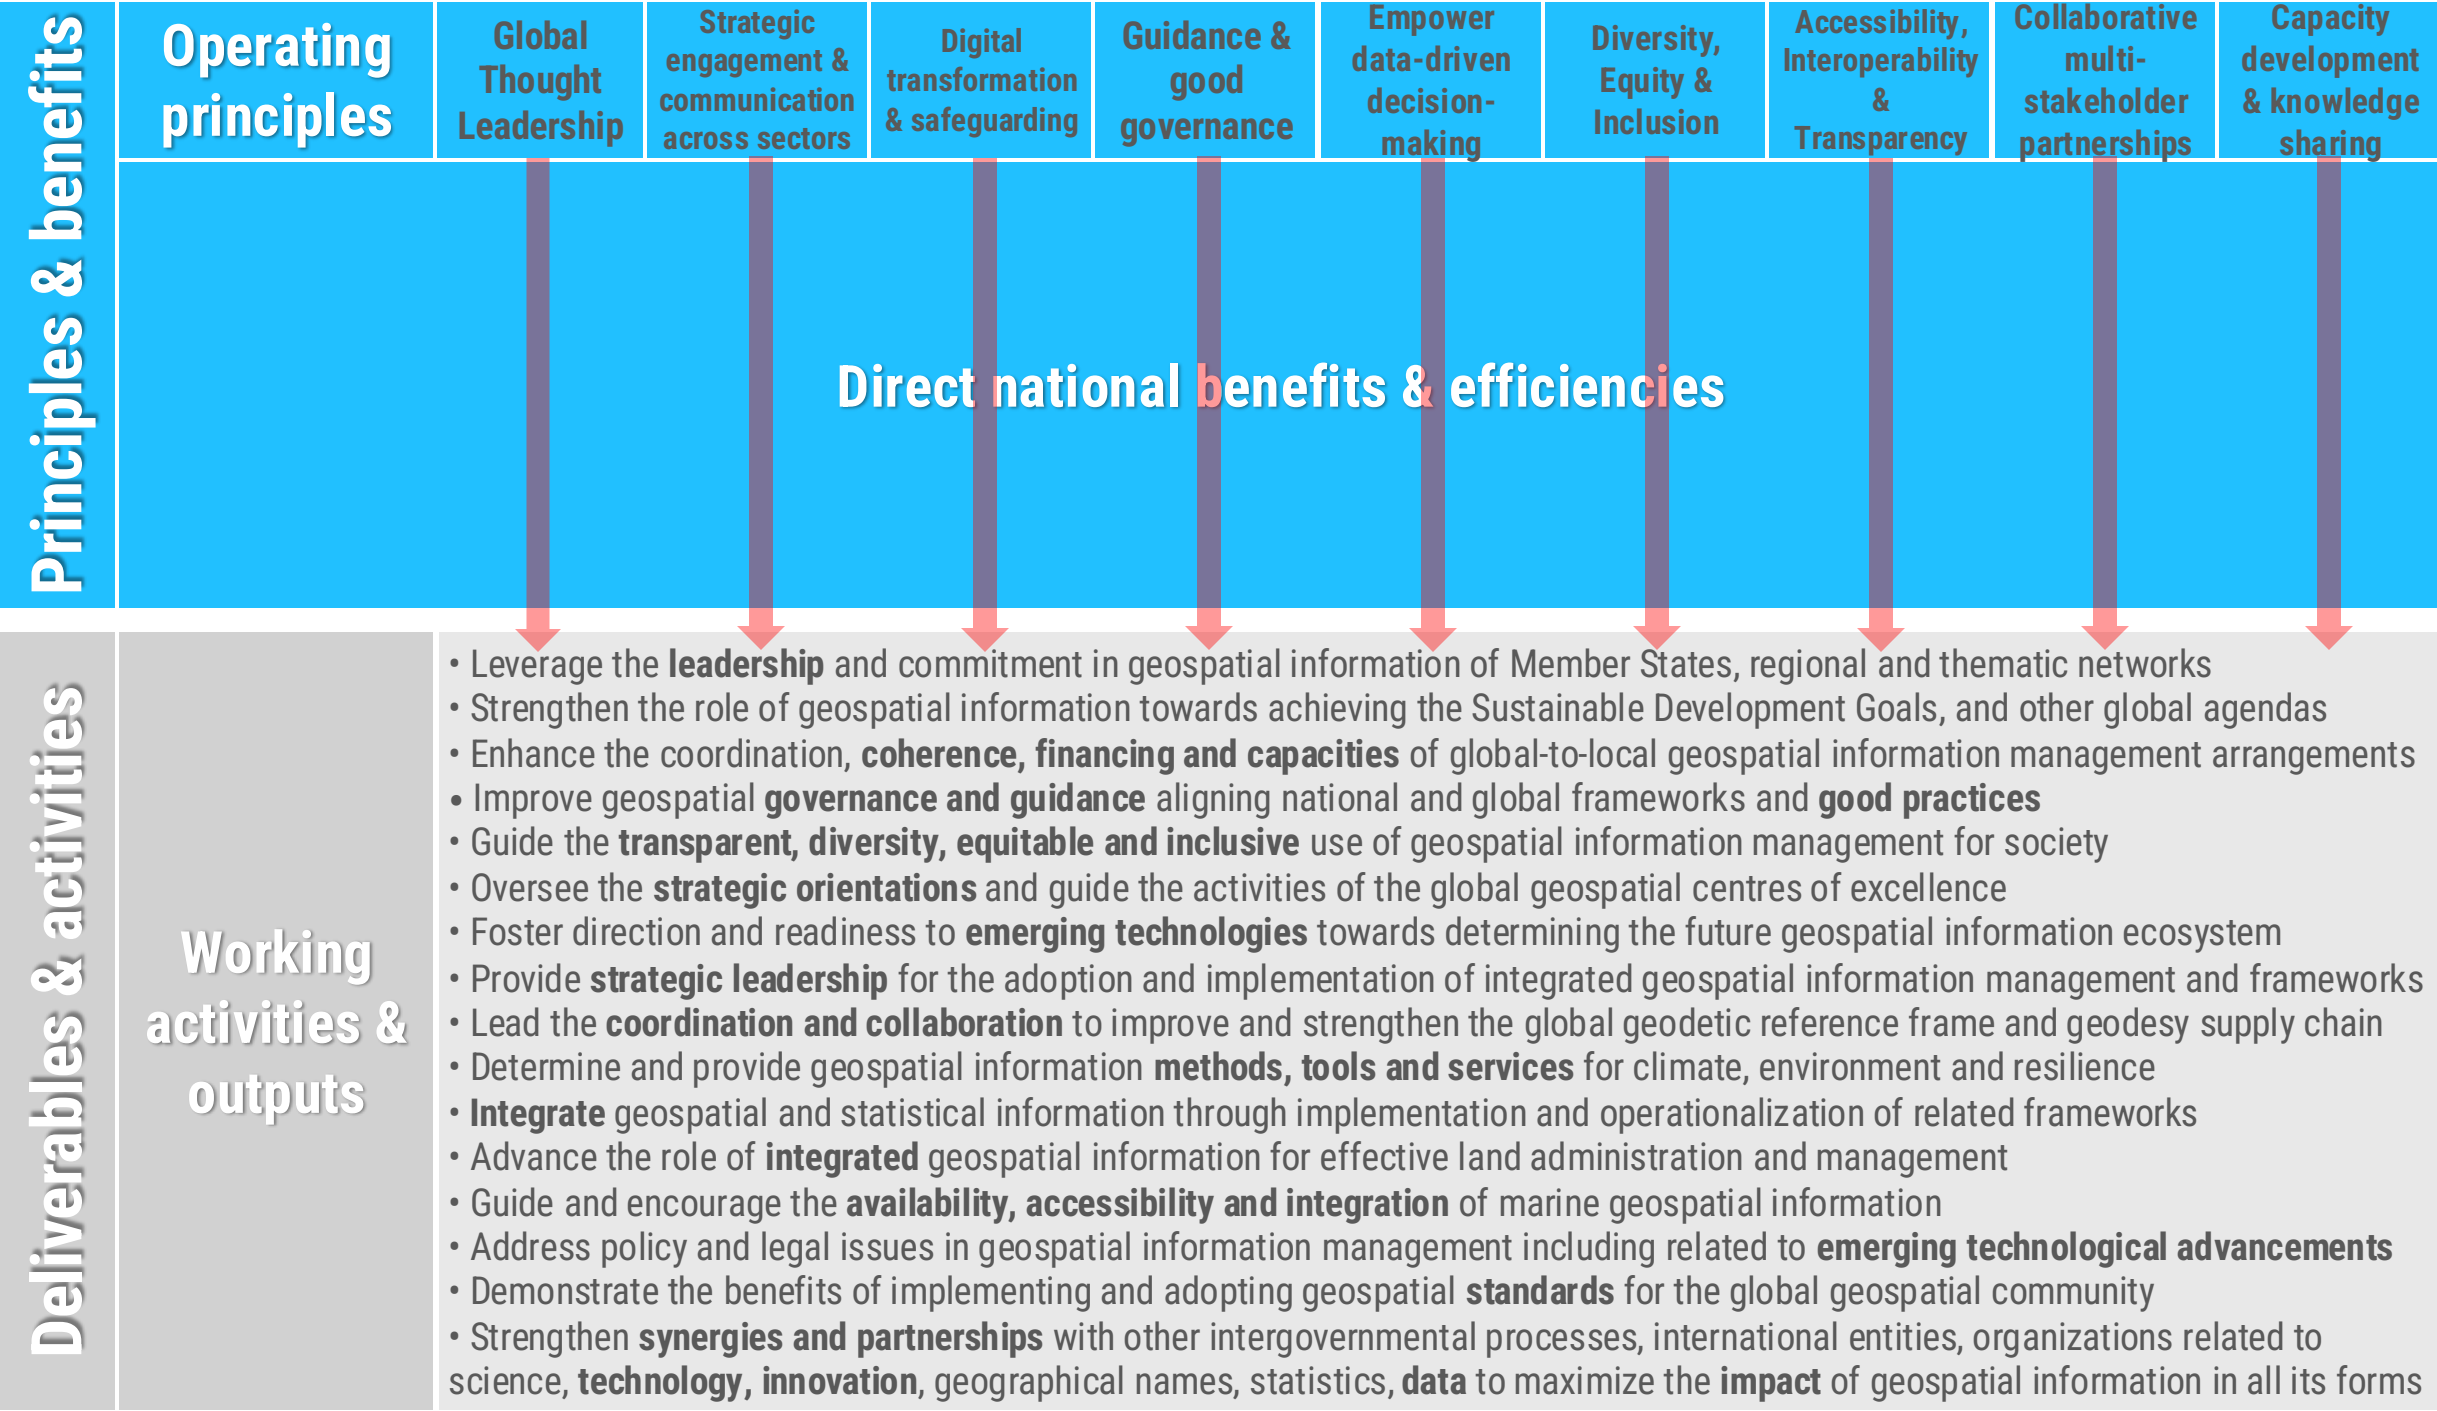 Principles & benefits
Operating
principles
Global
Thought
Leadership
Strategic
engagement &
communication
across sectors
Digital
transformation
& safeguarding
Guidance &
good
governance
Empower
data-driven
decision-
making
Diversity,
Equity &
Inclusion
Accessibility,
Interoperability
&
Transparency
Collaborative
multi-
stakeholder
partnerships
Capacity
development
& knowledge
sharing
Direct national benefits & efficiencies
Deliverables & activities
Working
activities &
outputs
• Leverage the leadership and commitment in geospatial information of Member States, regional and thematic networks
• Strengthen the role of geospatial information towards achieving the Sustainable Development Goals, and other global agendas
• Enhance the coordination, coherence, financing and capacities of global-to-local geospatial information management arrangements
• Improve geospatial governance and guidance aligning national and global frameworks and good practices
• Guide the transparent, diversity, equitable and inclusive use of geospatial information management for society
• Oversee the strategic orientations and guide the activities of the global geospatial centres of excellence
• Foster direction and readiness to emerging technologies towards determining the future geospatial information ecosystem
• Provide strategic leadership for the adoption and implementation of integrated geospatial information management and frameworks
• Lead the coordination and collaboration to improve and strengthen the global geodetic reference frame and geodesy supply chain
• Determine and provide geospatial information methods, tools and services for climate, environment and resilience
• Integrate geospatial and statistical information through implementation and operationalization of related frameworks
• Advance the role of integrated geospatial information for effective land administration and management
• Guide and encourage the availability, accessibility and integration of marine geospatial information
• Address policy and legal issues in geospatial information management including related to emerging technological advancements
• Demonstrate the benefits of implementing and adopting geospatial standards for the global geospatial community
• Strengthen synergies and partnerships with other intergovernmental processes, international entities, organizations related to
science, technology, innovation, geographical names, statistics, data to maximize the impact of geospatial information in all its forms